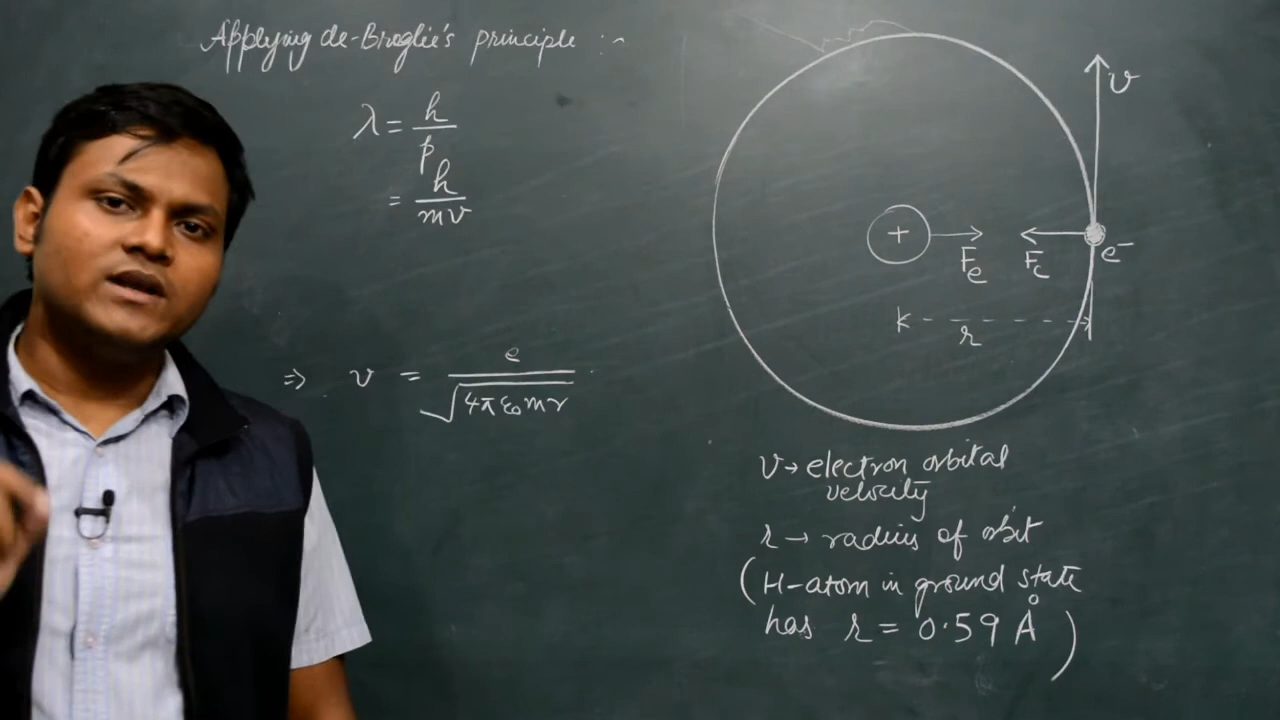 Applying de-Broglie's principle :-
λ = h/p
= h/mv
⇒ v = e/√4πε₀mr
v
+
Fe
Fc
e⁻
r
v → electron orbital
velocity
r → radius of orbit
(H-atom in ground state
has r = 0.59 Å)